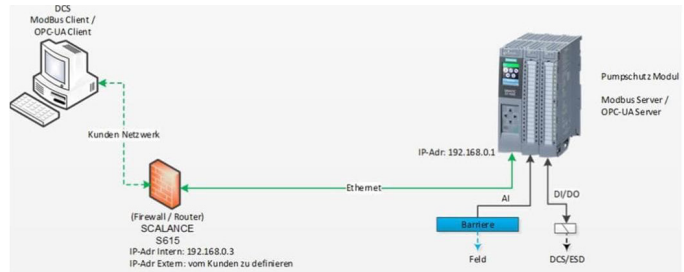 DCS
ModBus Client /
OPC-UA Client
Kunden Netzwerk
(Firewall / Router)
SCALANCE
S615
IP-Adr Intern: 192.168.0.3
IP-Adr Extern: vom Kunden zu definieren
Ethernet
IP-Adr: 192.168.0.1
Pumpschutz Modul
Modbus Server /
OPC-UA Server
AI
DI/DO
Barriere
Feld
DCS/ESD